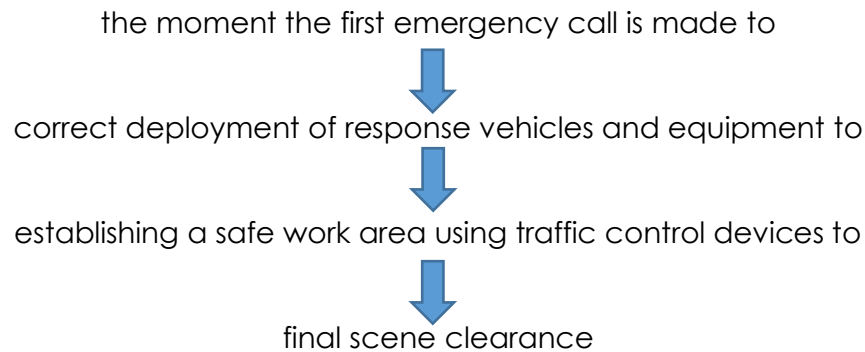 the moment the first emergency call is made to
correct deployment of response vehicles and equipment to
establishing a safe work area using traffic control devices to
final scene clearance